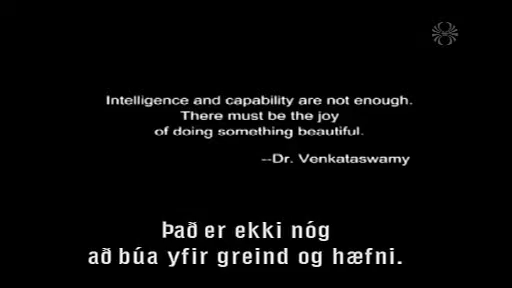 Intelligence and capability are not enough.
There must be the joy
of doing something beautiful.
--Dr. Venkataswamy
Það er ekki nóg
að búa yfir greind og hæfni.